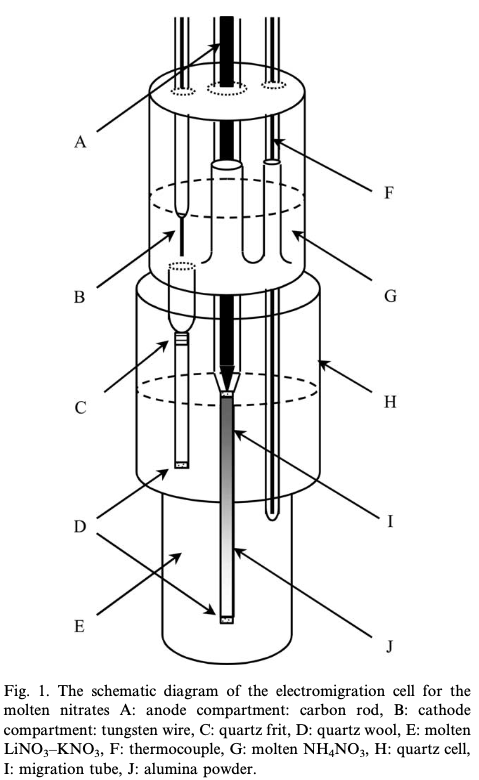 A
F
B
G
C
H
D
I
E
J
Fig. 1. The schematic diagram of the electromigration cell for the
molten nitrates A: anode compartment: carbon rod, B: cathode
compartment: tungsten wire, C: quartz frit, D: quartz wool, E: molten
LiNO₃–KNO₃, F: thermocouple, G: molten NH₄NO₃, H: quartz cell,
I: migration tube, J: alumina powder.